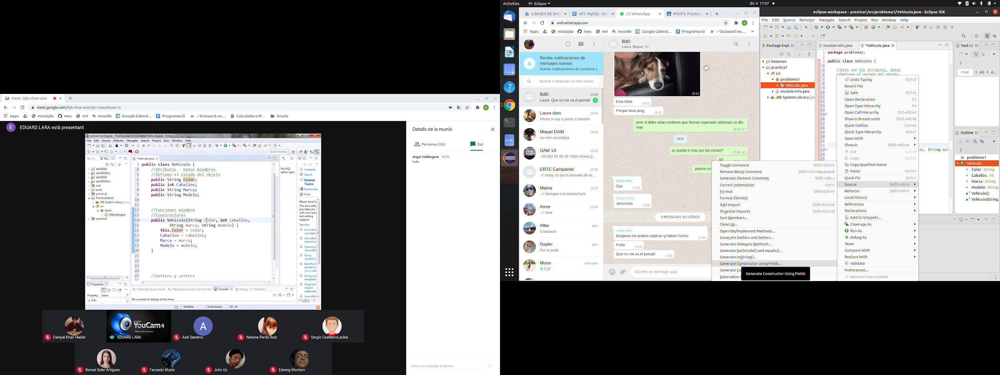 Meet: dyb-vhxe-woo
meet.google.com/dyb-vhxe-woo?pli=1&authuser=2
Apps moiatjda meu m4 moodle Google Calend... Programació ✅Outward rec... Calculadora IP... Oracle
E EDUARD LARA està presentant
eclipse-workspace - Practica1dam1/src/dam1/Vehiculo.java - Eclipse
File Edit Source Refactor Navigate Search Project Run Window Help
Quick Access
*Vehiculo.java
abril2016
abril2016bis
abril2020
abril2020bis
axel
poo1
practica1
Practica1dam1
JRE System Library [Java
src
dam1
Vehiculo.java
practica5
3 public class Vehiculo {
4 //Atributos - Datos miembros
5 //Definen el estado del objeto
6 public String Color;
7 public int Caballos;
8 public String Marca;
9 public String Modelo;
10
11
12 //Funciones miembro
13 //Constructores
14 public Vehiculo(String color, int caballos,
15 String marca, String modelo) {
16 this.Color = color;
17 Caballos = caballos;
18 Marca = marca;
19 Modelo = modelo;
20 }
21
22
23
24
25 //Getters y setters
No HQL
editor open
Contents
Search
Related
Topics
Bookmarks
Index
About Java Ed
The Java edito
provides you
with Java spec
text editing
support.
See also:
Java edito
concepts
Java edito
reference
Opening a
Java edito
Using
content a
Identifyin
problems
your code
Using cod
templates
Organizin
import
statement
Java edito
Properties
Property Value
Info
Hibernate Query Result Hibernate Dynamic SQL Preview Console Debug Variables
No consoles to display at this time.
Writable Smart Insert 16 : 14
Detalls de la reunió
Persones (26) Xat
Angel Helbingens 16:39
hola
Envia un missatge a tothom
Daniyal Khan Haider
CyberLink
YouCam4
Please Start YouCam
EDUARD LARA
A
Axel Sendros
Nekane Pardo Ruiz
Sergio CastilleroLavina
Bernat Soler Artigues
Facundo Muela
John Uy
Edwing Montero
Activities Eclipse dic 4 17:07
2.BASES DE DAD UF2. MySQL - Bas (1) WhatsApp M5UF3. Practica
web.whatsapp.com
Apps moiatjda meu m4 moodle Google Calend... Programació ✅Outward rec... »
Recibe notificaciones de
mensajes nuevos
Activar notificaciones de escritorio
Buscar o empezar un chat nuevo
BdD 17:03
Laura: Que no me va el portatil 3
Laura dam 16:45
Ahora m voy a poner a hacerlo
Miquel DAM 16:40
no men recordava
DAM 1A 16:32
+34 602 82 85 29: https://meet.g...
ERTE Campanile 12:38
estoy un poco cansada de es...
Mama 11:37
Siempre a la misma hora
Amor 10:34
Vina
Alba ayer
Graaaasis
Dayler ayer
Por la tarde
Moon miércoles
0:37
BdD
Laura, Miquel, Tú
19:12
Esta triste 19:12
Porque toca prog 19:12
pero si debe estar contento que hemos superado sistemas un dia
mas 19:13
HOY
se puede ir mas por las ramas? 17:02
xD
parece un
Laura dam
Oye 17:03
Miquel DAM
Jesucristo 17:03
3 MENSAJES NO LEÍDOS
Laura dam
Despues me podeis explicar q habeis hecho 17:03
Porfa 17:03
Que no me va el portatil 17:03
Escribe un mensaje aquí
eclipse-workspace - practica1/src/problema1/Vehiculo.java - Eclipse IDE
File Edit Source Refactor Navigate Search Project Run Window Help
Package Expl
holamon
practica1
src
problema1
Vehiculo.java
module-info.java
JRE System Library [jav
module-info.java *Vehiculo.java
1 package problema1;
2
3 public class Vehiculo {
4
5 //Esto son los atributos, datos
6 //Definen el estado del objeto
7
8
9
10
11
12
13
14
15
16
17
18
19
20
21
22
23 s, String mar
24
25
Undo Typing Ctrl+Z
Revert File
Save Ctrl+S
Open Declaration F3
Open Type Hierarchy F4
Open Call Hierarchy Ctrl+Alt+H
Show in Breadcrumb Shift+Alt+B
Quick Outline Ctrl+O
Quick Type Hierarchy Ctrl+T
Open With
Show In Shift+Alt+W
Cut Ctrl+X
Copy Ctrl+C
Copy Qualified Name
Paste Ctrl+V
Quick Fix Ctrl+1
Source Shift+Alt+S
Refactor Shift+Alt+T
Local History
References
Declarations
Add to Snippets...
Coverage As
Run As
Debug As
Team
Compare With
Replace With
Validate
Preferences...
Remove from Context
Toggle Comment Shift+Ctrl+C
Remove Block Comment Shift+Ctrl+Backslash
Generate Element Comment Shift+Alt+J
Correct Indentation Ctrl+I
Format Shift+Ctrl+F
Format Element
Add Import Shift+Ctrl+M
Organize Imports Shift+Ctrl+O
Sort Members...
Clean Up...
Override/Implement Methods...
Generate Getters and Setters...
Generate Delegate Methods...
Generate hashCode() and equals()...
Generate toString()...
Generate Constructor using Fields...
Generate Co
Externalize S
Generate Constructor Using Fields
Task Li
Find All A...
Outline
problema1
Vehiculo
Color : String
Caballos : int
Marca : String
Modelo : String
Vehiculo()
Vehiculo(String,